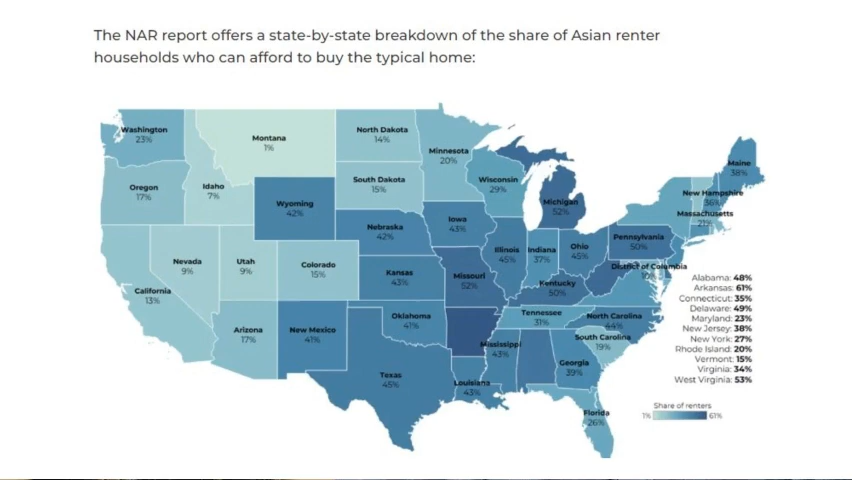 The NAR report offers a state-by-state breakdown of the share of Asian renter
households who can afford to buy the typical home:
Washington
23%
Montana
1%
North Dakota
14%
Minnesota
20%
Maine
38%
Oregon
17%
Idaho
7%
South Dakota
15%
Wisconsin
29%
New Hampshire
36%
Wyoming
42%
Michigan
52%
Massachusetts
21%
Nebraska
42%
Iowa
43%
Pennsylvania
50%
Nevada
9%
Utah
9%
Colorado
15%
Illinois
45%
Indiana
37%
Ohio
45%
District of Columbia
Kansas
43%
Missouri
52%
Kentucky
50%
California
13%
Arizona
17%
New Mexico
41%
Oklahoma
41%
Tennessee
31%
North Carolina
44%
South Carolina
19%
Mississippi
43%
Georgia
39%
Texas
45%
Louisiana
43%
Florida
26%
Alabama: 48%
Arkansas: 61%
Connecticut: 35%
Delaware: 49%
Maryland: 23%
New Jersey: 38%
New York: 27%
Rhode Island: 20%
Vermont: 15%
Virginia: 34%
West Virginia: 53%
Share of renters
1% 61%